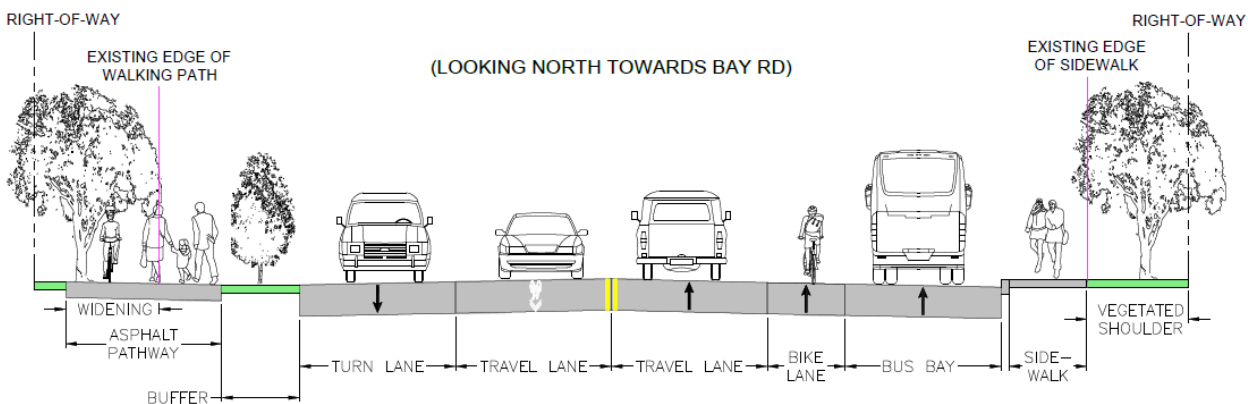 RIGHT-OF-WAY
RIGHT-OF-WAY
EXISTING EDGE OF
WALKING PATH
(LOOKING NORTH TOWARDS BAY RD)
EXISTING EDGE
OF SIDEWALK
WIDENING
ASPHALT
PATHWAY
BUFFER
TURN LANE
TRAVEL LANE
TRAVEL LANE
BIKE
LANE
BUS BAY
SIDE-
WALK
VEGETATED
SHOULDER